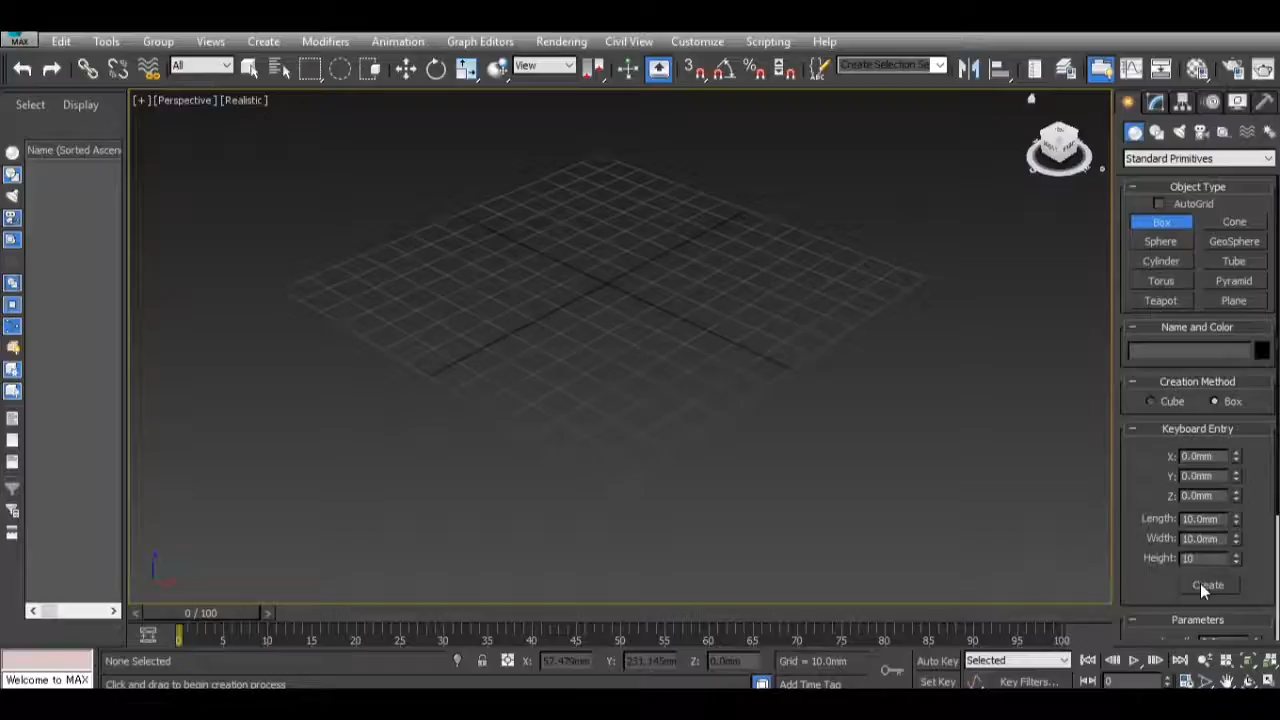 MAX Edit Tools Group Views Create Modifiers Animation Graph Editors Rendering Civil View Customize Scripting Help
All View 3 % ABC Create Selection Se
Select Display [+][Perspective][Realistic]
Name (Sorted Ascen
Standard Primitives
Object Type
AutoGrid
Box Cone
Sphere GeoSphere
Cylinder Tube
Torus Pyramid
Teapot Plane
Name and Color
Creation Method
Cube Box
Keyboard Entry
X: 0.0mm
Y: 0.0mm
Z: 0.0mm
Length: 10.0mm
Width: 10.0mm
Height: 10
Create
Parameters
< > < 0 / 100 >
0 5 10 15 20 25 30 35 40 45 50 55 60 65 70 75 80 85 90 95 100
None Selected X: 57.479mm Y: 231.145mm Z: 0.0mm Grid = 10.0mm Auto Key Selected
Welcome to MAX Click and drag to begin creation process Add Time Tag Set Key Key Filters... 0